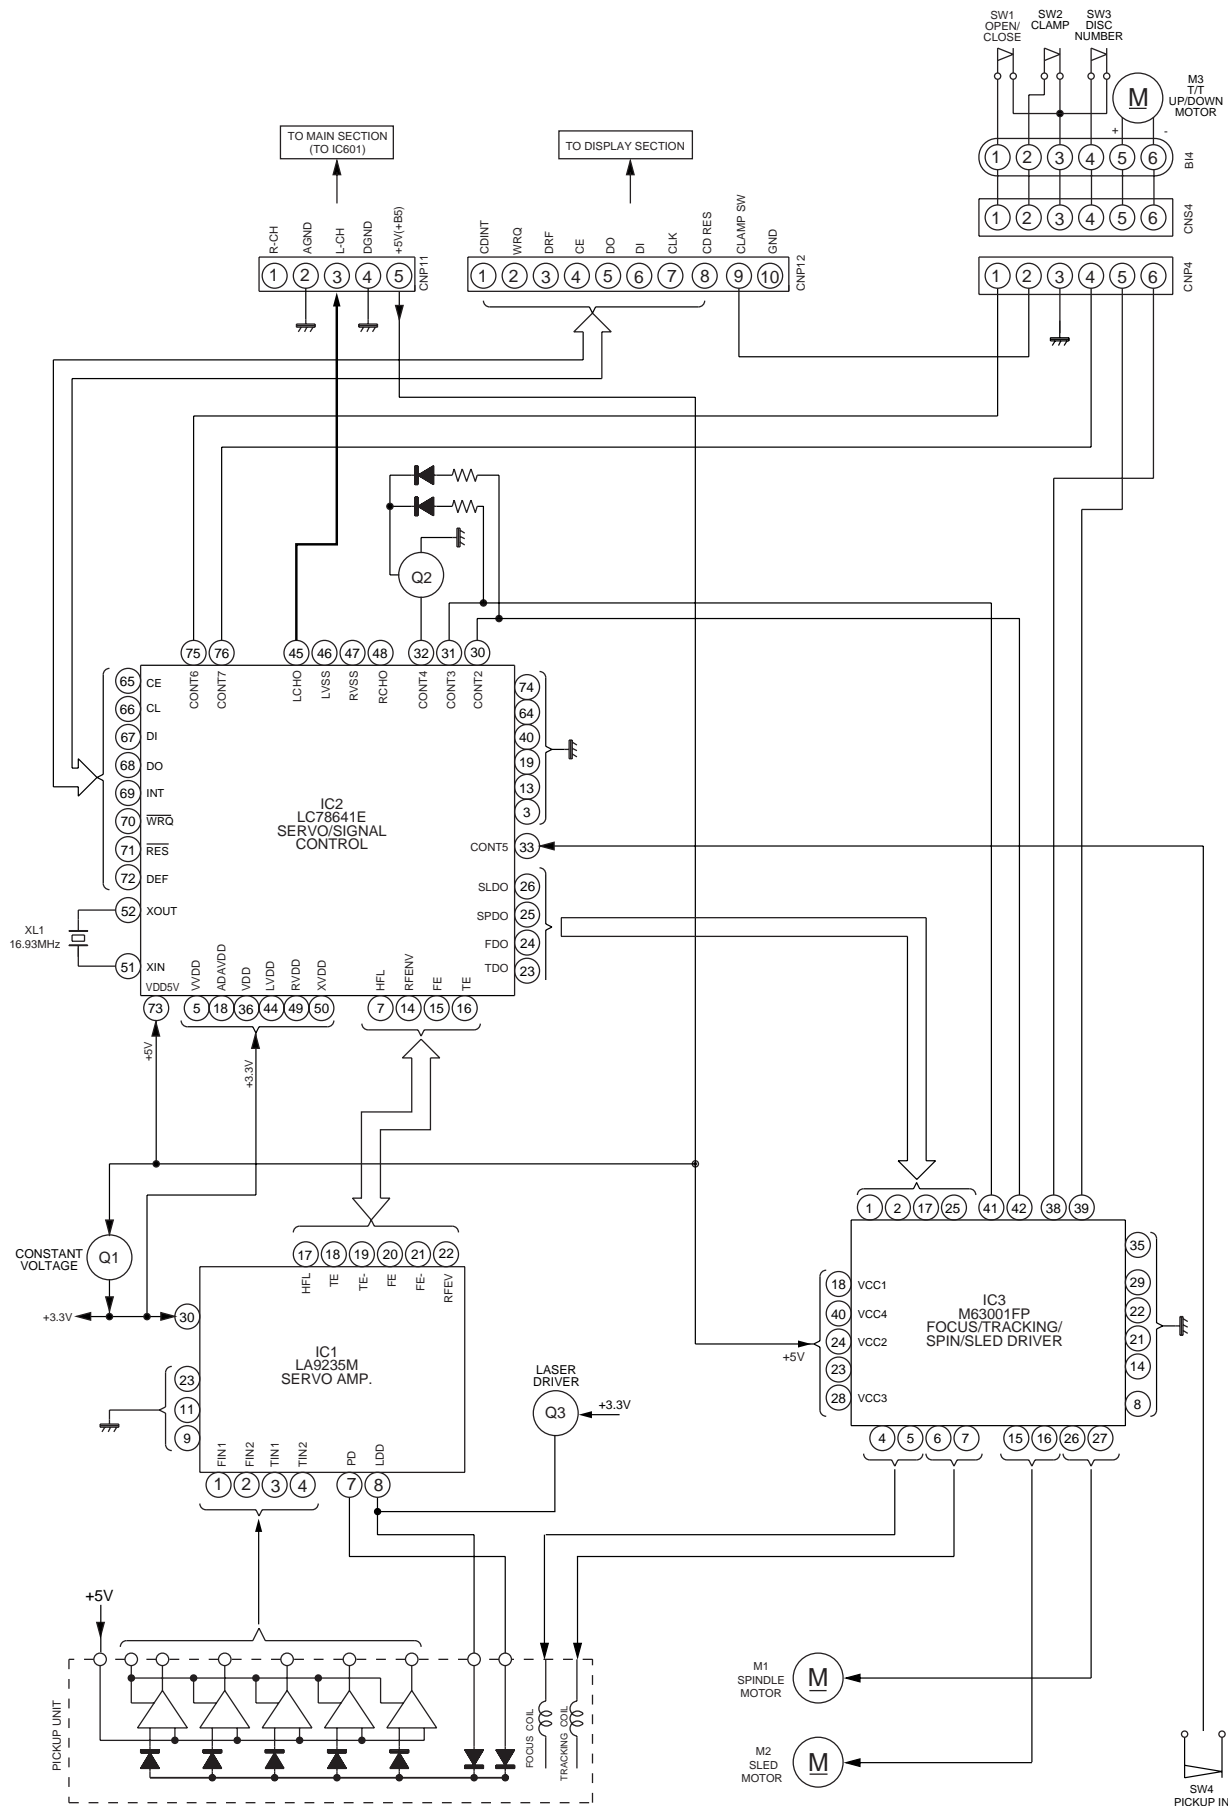 SW1 OPEN/ CLOSE
SW2 CLAMP
SW3 DISC NUMBER
M
M3 T/T UP/DOWN MOTOR
+ -
1 2 3 4 5 6
BI4
1 2 3 4 5 6
CNS4
1 2 3 4 5 6
CNP4
TO MAIN SECTION
(TO IC601)
TO DISPLAY SECTION
R-CH AGND L-CH DGND +5V(+B5)
1 2 3 4 5
CNP11
CDINT WRQ DRF CE DO DI CLK CD RES CLAMP SW GND
1 2 3 4 5 6 7 8 9 10
CNP12
Q2
75 76 45 46 47 48 32 31 30
CONT6 CONT7 LCHO LVSS RVSS RCHO CONT4 CONT3 CONT2
65 CE
66 CL
67 DI
68 DO
69 INT
70 WRQ
71 RES
72 DEF
52 XOUT
51 XIN
XL1
16.93MHz
IC2
LC78641E
SERVO/SIGNAL
CONTROL
74
64
40
19
13
3
CONT5 33
SLDO 26
SPDO 25
FDO 24
TDO 23
VDD5V VVDD ADAVDD VDD LVDD RVDD XVDD HFL RFENV FE TE
73 5 18 36 44 49 50 7 14 15 16
+5V
+3.3V
CONSTANT
VOLTAGE
Q1
+3.3V
30
17 18 19 20 21 22
HFL TE TE- FE FE- RFEV
IC1
LA9235M
SERVO AMP.
23
11
9
FIN1 FIN2 TIN1 TIN2 PD LDD
1 2 3 4 7 8
LASER
DRIVER
Q3
+3.3V
1 2 17 25 41 42 38 39
18 VCC1
40 VCC4
24 VCC2
23
28 VCC3
+5V
IC3
M63001FP
FOCUS/TRACKING/
SPIN/SLED DRIVER
35
29
22
21
14
8
4 5 6 7 15 16 26 27
+5V
PICKUP UNIT
FOCUS COIL
TRACKING COIL
M1
SPINDLE
MOTOR
M
M2
SLED
MOTOR
M
SW4
PICKUP IN